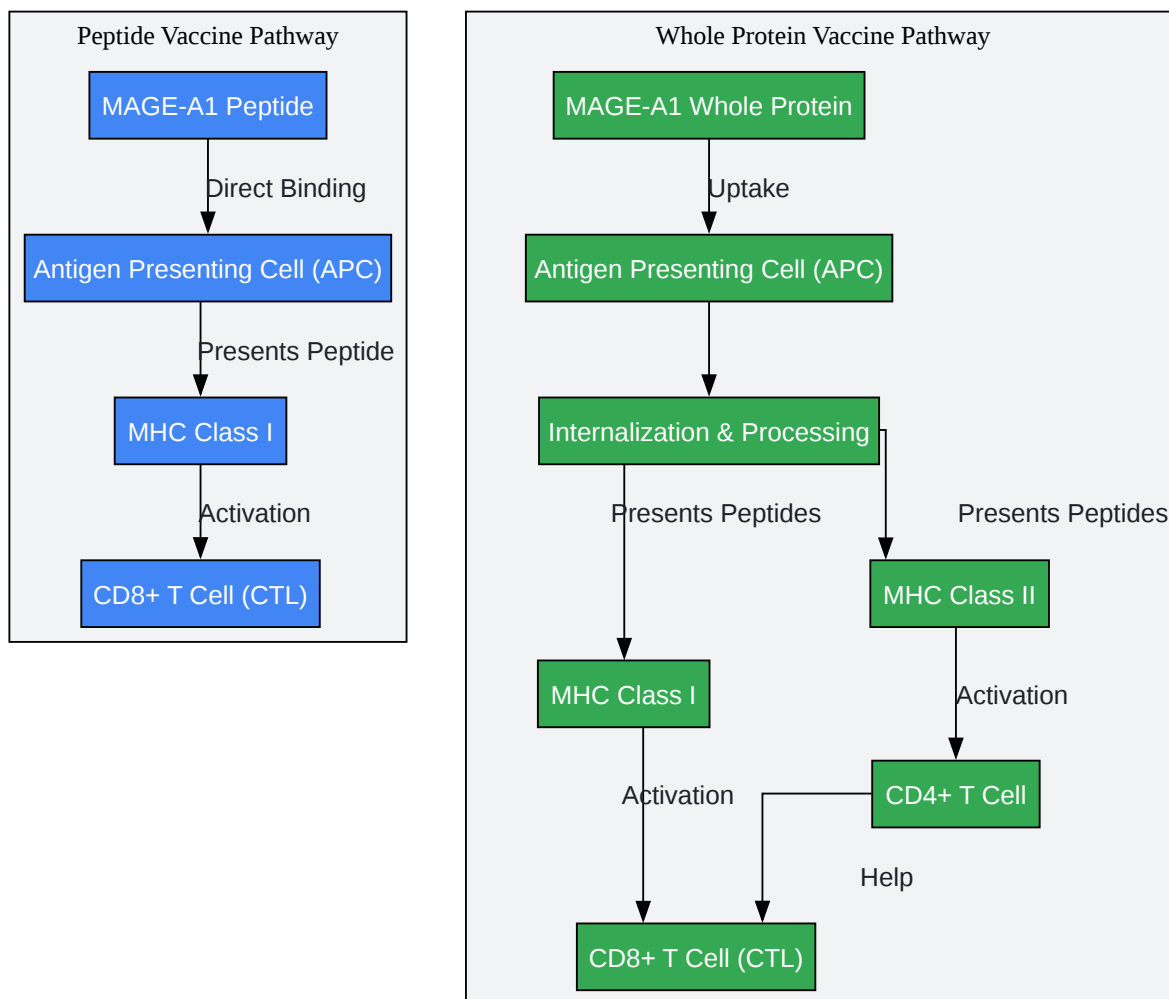 Peptide Vaccine Pathway
MAGE-A1 Peptide
Direct Binding
Antigen Presenting Cell (APC)
Presents Peptide
MHC Class I
Activation
CD8+ T Cell (CTL)
Whole Protein Vaccine Pathway
MAGE-A1 Whole Protein
Uptake
Antigen Presenting Cell (APC)
Internalization & Processing
Presents Peptides
Presents Peptides
MHC Class II
MHC Class I
Activation
Activation
CD4+ T Cell
Help
CD8+ T Cell (CTL)